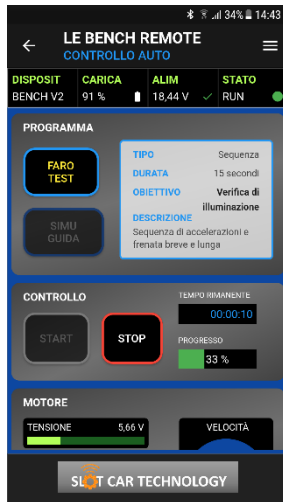 34% 14:43
LE BENCH REMOTE
CONTROLLO AUTO
DISPOSIT CARICA ALIM STATO
BENCH V2 91 % 18,44 V RUN
PROGRAMMA
FARO
TEST
SIMU
GUIDA
TIPO Sequenza
DURATA 15 secondi
OBIETTIVO Verifica di
illuminazione
DESCRIZIONE
Sequenza di accelerazioni e
frenata breve e lunga
CONTROLLO
START
STOP
TEMPO RIMANENTE
00:00:10
PROGRESSO
33 %
MOTORE
TENSIONE 5,66 V
VELOCITÀ
SLOT CAR TECHNOLOGY